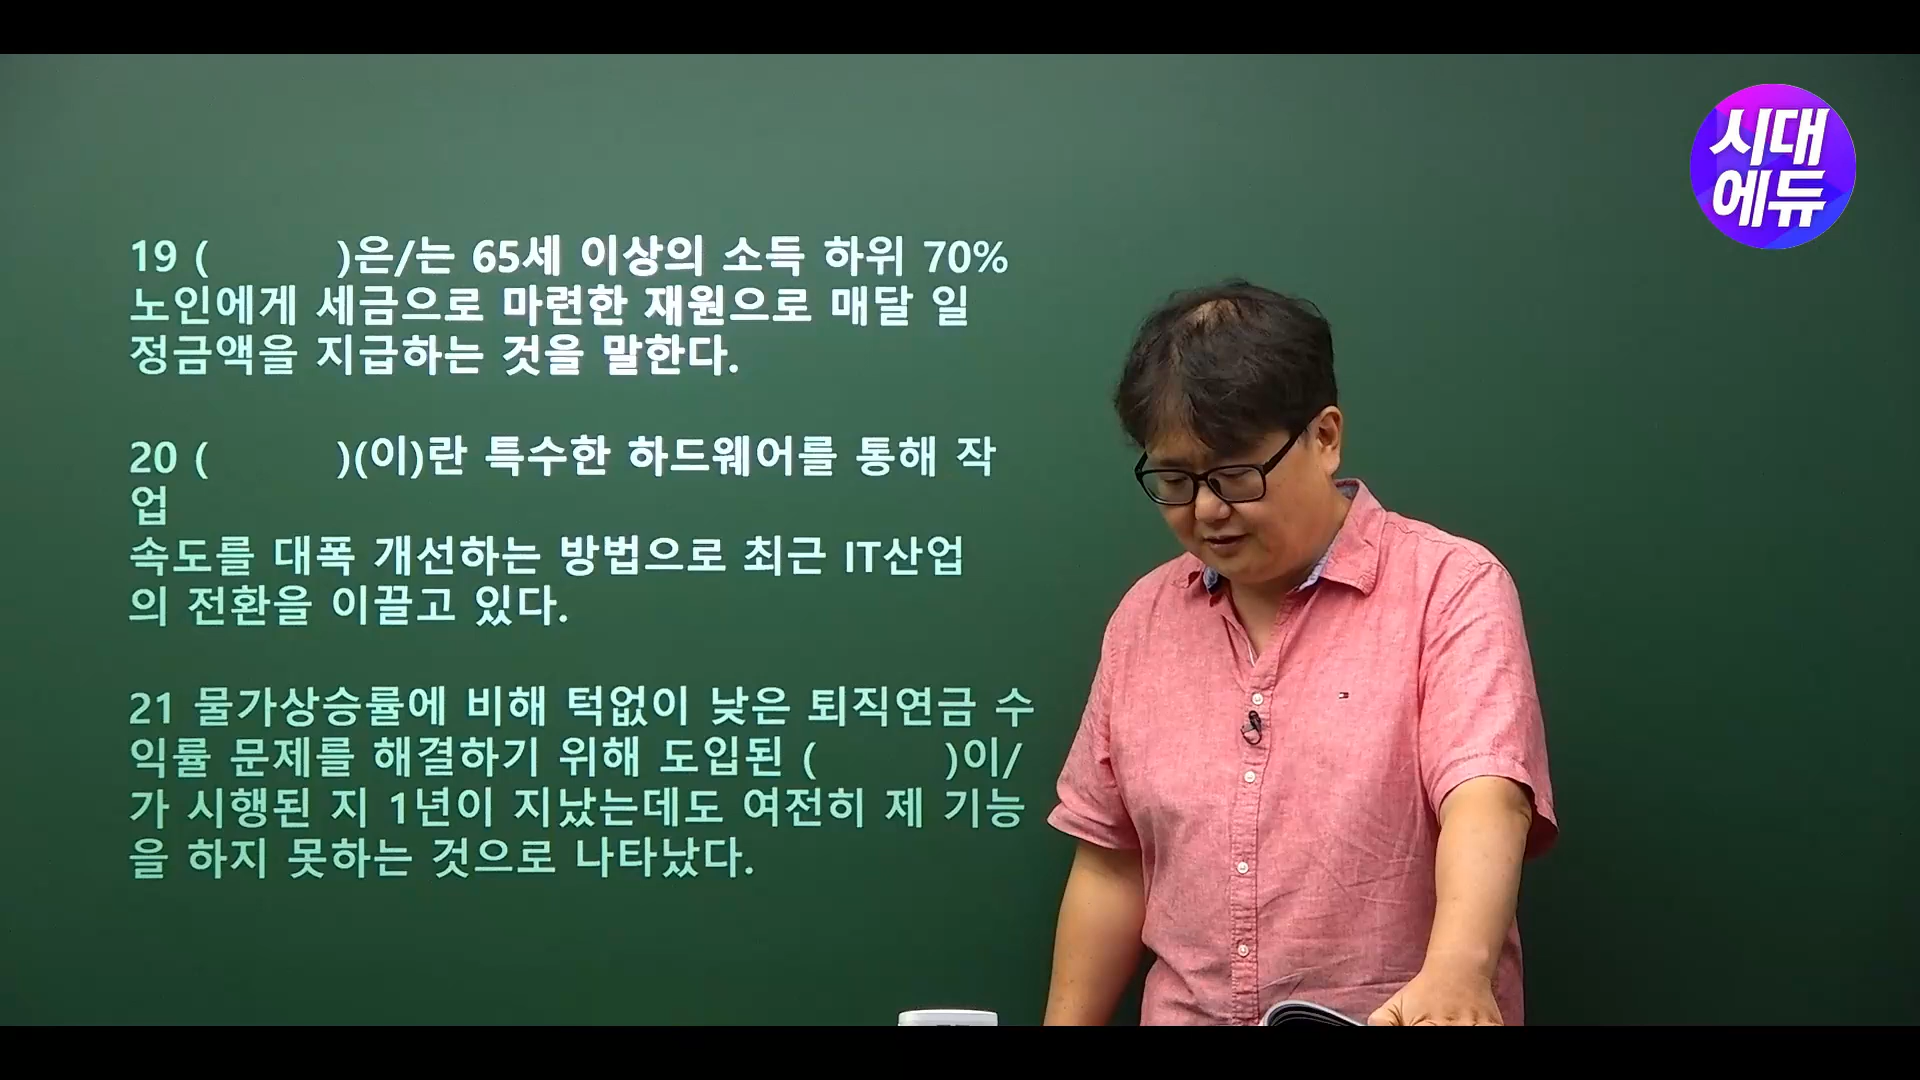 시대
에듀
19 (          )은/는 65세 이상의 소득 하위 70%
노인에게 세금으로 마련한 재원으로 매달 일
정금액을 지급하는 것을 말한다.
20 (          )(이)란 특수한 하드웨어를 통해 작
업
속도를 대폭 개선하는 방법으로 최근 IT산업
의 전환을 이끌고 있다.
21 물가상승률에 비해 턱없이 낮은 퇴직연금 수
익률 문제를 해결하기 위해 도입된 (          )이/
가 시행된 지 1년이 지났는데도 여전히 제 기능
을 하지 못하는 것으로 나타났다.